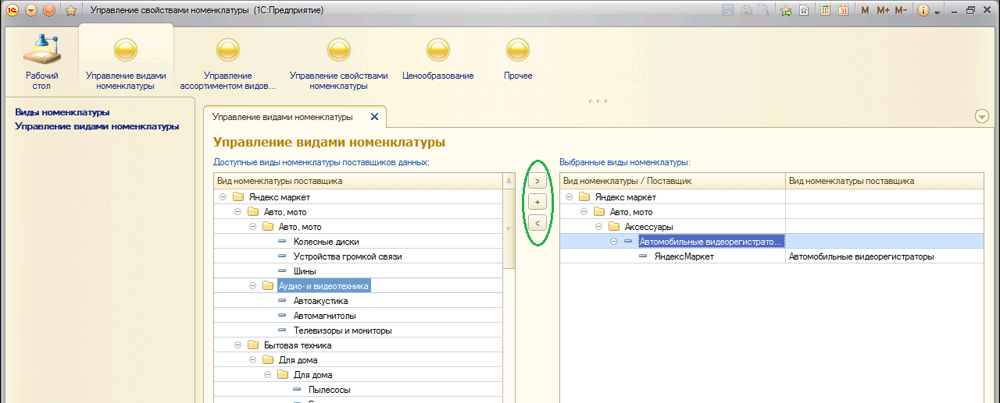 Управление свойствами номенклатуры (1С:Предприятие)
M M+ M-
Рабочий
стол
Управление видами
номенклатуры
Управление
ассортиментом видов...
Управление свойствами
номенклатуры
Ценообразование
Прочее
Виды номенклатуры
Управление видами номенклатуры
Управление видами номенклатуры
Управление видами номенклатуры
Доступные виды номенклатуры поставщиков данных:
Вид номенклатуры поставщика
Яндекс маркет
Авто, мото
Авто, мото
Колесные диски
Устройства громкой связи
Шины
Аудио- и видеотехника
Автоакустика
Автомагнитолы
Телевизоры и мониторы
Бытовая техника
Для дома
Для дома
Пылесосы
>
+
<
Выбранные виды номенклатуры:
Вид номенклатуры / Поставщик Вид номенклатуры поставщика
Яндекс маркет
Авто, мото
Аксессуары
Автомобильные видеорегистрато...
ЯндексМаркет Автомобильные видеорегистраторы